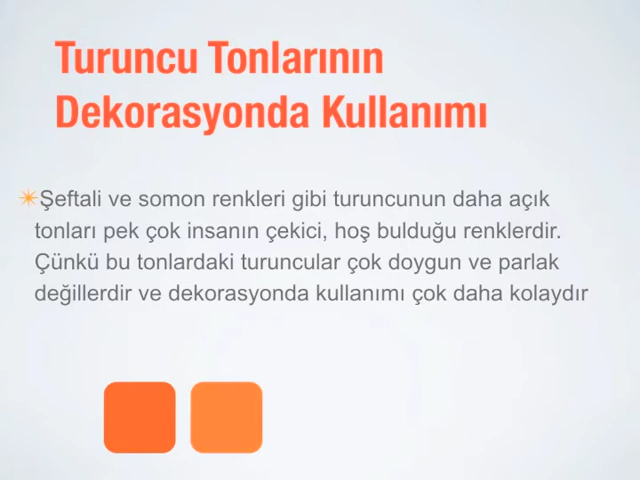 Turuncu Tonlarının
Dekorasyonda Kullanımı
Şeftali ve somon renkleri gibi turuncunun daha açık
tonları pek çok insanın çekici, hoş bulduğu renklerdir.
Çünkü bu tonlardaki turuncular çok doygun ve parlak
değillerdir ve dekorasyonda kullanımı çok daha kolaydır